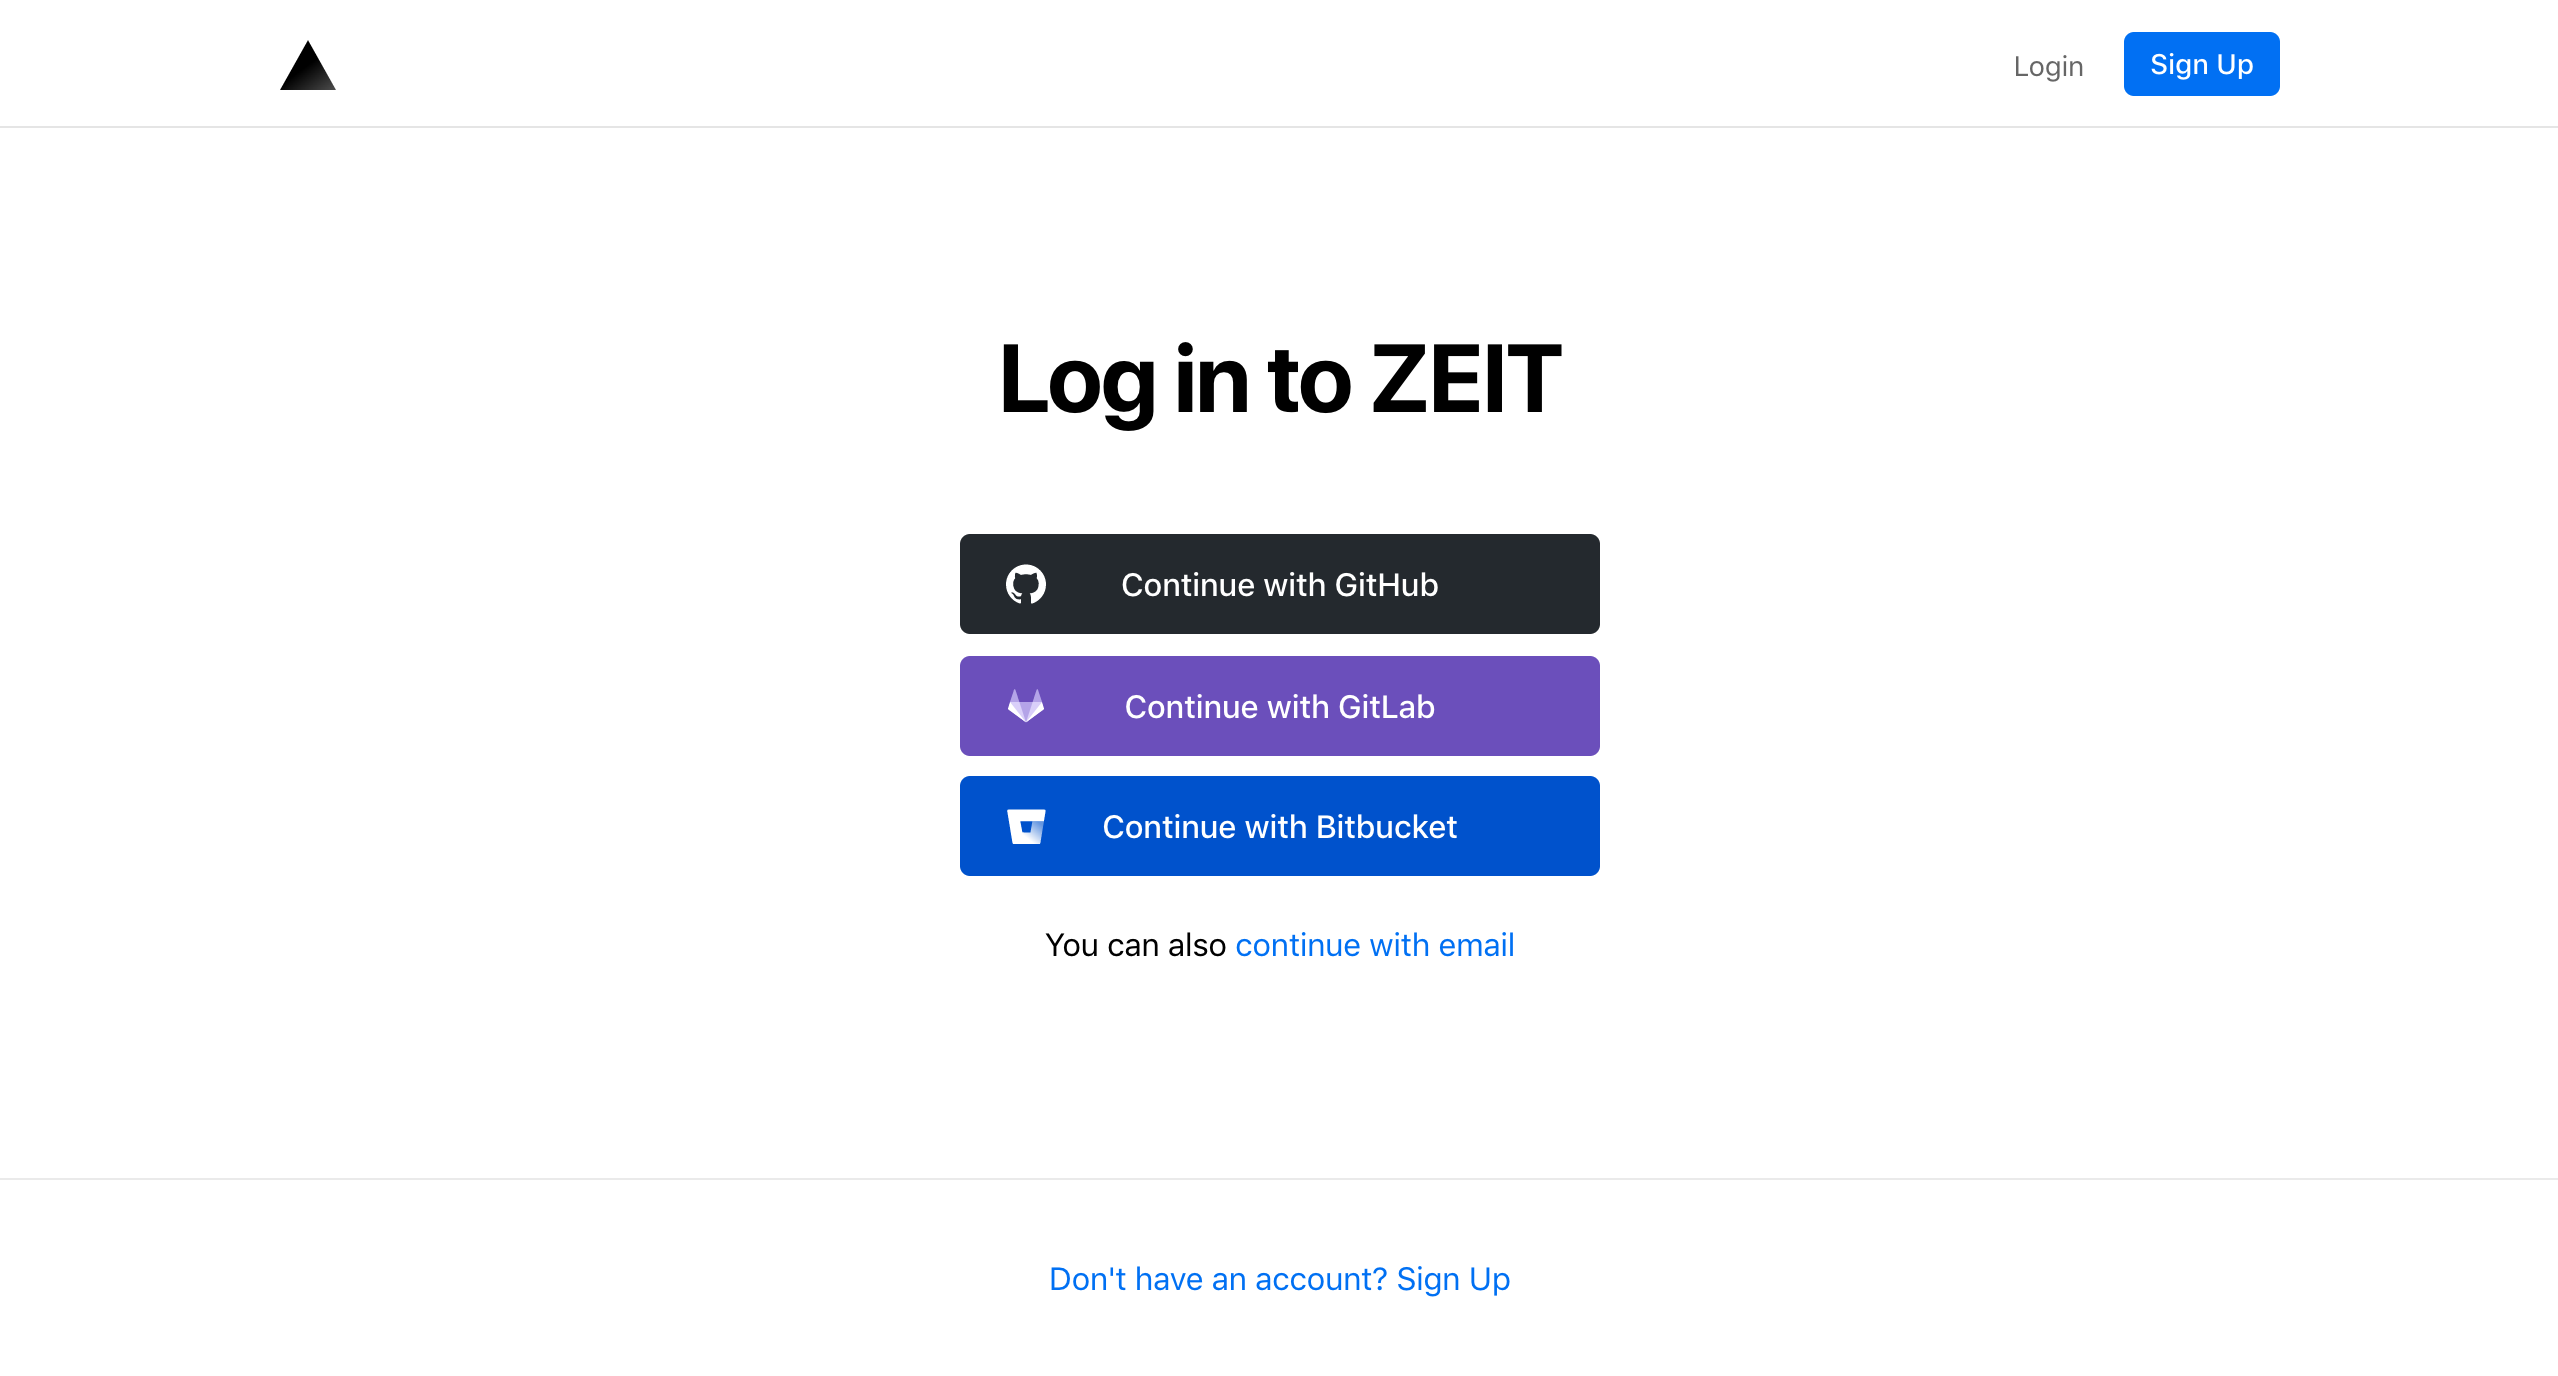 Login
Sign Up
Log in to ZEIT
Continue with GitHub
Continue with GitLab
Continue with Bitbucket
You can also continue with email
Don't have an account? Sign Up